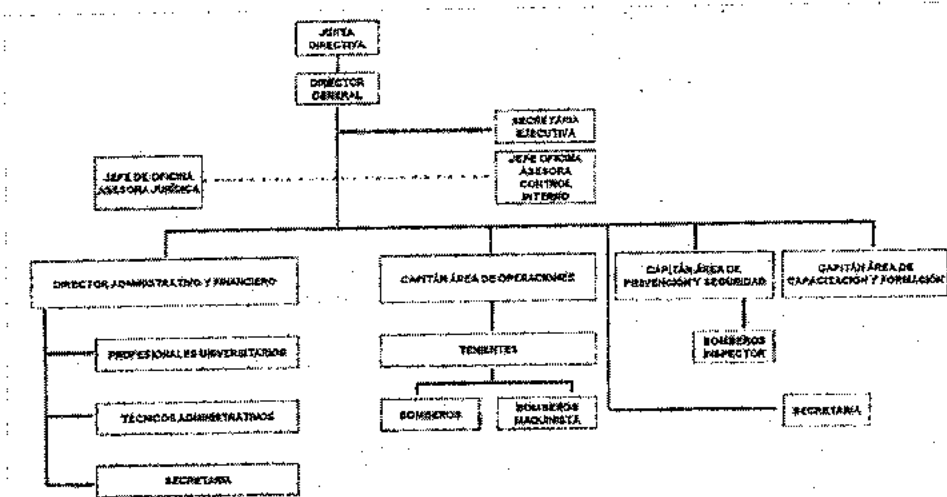 JUNTA
DIRECTIVA
DIRECTOR
GENERAL
SECRETARIA
EJECUTIVA
JEFE DE OFICINA
ASESORA JURÍDICA
JEFE OFICINA
ASESORA
CONTROL
INTERNO
DIRECTOR ADMINISTRATIVO Y FINANCIERO
CAPITÁN ÁREA DE OPERACIONES
CAPITÁN ÁREA DE
PREVENCIÓN Y SEGURIDAD
CAPITÁN ÁREA DE
CAPACITACIÓN Y FORMACIÓN
PROFESIONALES UNIVERSITARIOS
TENIENTES
BOMBEROS
INSPECTOR
TÉCNICOS ADMINISTRATIVOS
BOMBEROS
BOMBEROS
MAQUINISTA
SECRETARIA
SECRETARIA